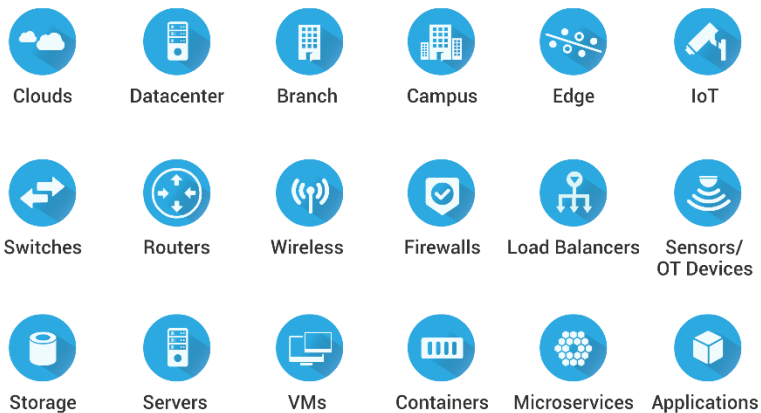 Clouds
Datacenter
Branch
Campus
Edge
IoT
Switches
Routers
Wireless
Firewalls
Load Balancers
Sensors/
OT Devices
Storage
Servers
VMs
Containers
Microservices
Applications